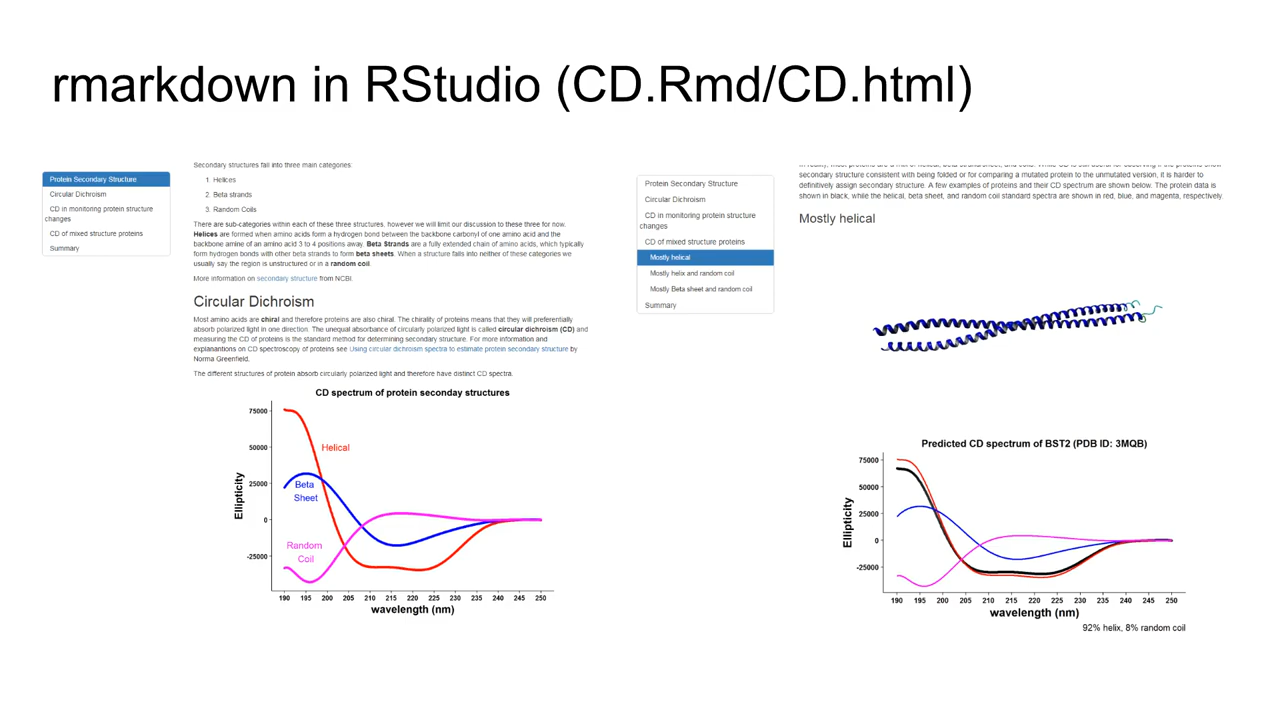 rmarkdown in RStudio (CD.Rmd/CD.html)
Protein Secondary Structure
Circular Dichroism
CD in monitoring protein structure
changes
CD of mixed structure proteins
Summary
Secondary structures fall into three main categories:
1. Helices
2. Beta strands
3. Random Coils
There are sub-categories within each of these three structures, however we will limit our discussion to these three for now.
Helices are formed when amino acids form a hydrogen bond between the backbone carbonyl of one amino acid and the
backbone amine of an amino acid 3 to 4 positions away. Beta Strands are a fully extended chain of amino acids, which typically
form hydrogen bonds with other beta strands to form beta sheets. When a structure falls into neither of these categories we
usually say the region is unstructured or in a random coil.
More information on secondary structure from NCBI.
Circular Dichroism
Most amino acids are chiral and therefore proteins are also chiral. The chirality of proteins means that they will preferentially
absorb polarized light in one direction. The unequal absorbance of circularly polarized light is called circular dichroism (CD) and
measuring the CD of proteins is the standard method for determining secondary structure. For more information and
explanantions on CD spectroscopy of proteins see Using circular dichroism spectra to estimate protein secondary structure by
Norma Greenfield.
The different structures of protein absorb circularly polarized light and therefore have distinct CD spectra.
CD spectrum of protein seconday structures
75000
50000
25000
0
-25000
Ellipticity
Helical
Beta
Sheet
Random
Coil
190 195 200 205 210 215 220 225 230 235 240 245 250
wavelength (nm)
Protein Secondary Structure
Circular Dichroism
CD in monitoring protein structure
changes
CD of mixed structure proteins
Mostly helical
Mostly helix and random coil
Mostly Beta sheet and random coil
Summary
secondary structure consistent with being folded or for comparing a mutated protein to the unmutated version, it is harder to
definitively assign secondary structure. A few examples of proteins and their CD spectrum are shown below. The protein data is
shown in black, while the helical, beta sheet, and random coil standard spectra are shown in red, blue, and magenta, respectively.
Mostly helical
Predicted CD spectrum of BST2 (PDB ID: 3MQB)
75000
50000
25000
0
-25000
Ellipticity
190 195 200 205 210 215 220 225 230 235 240 245 250
wavelength (nm)
92% helix, 8% random coil